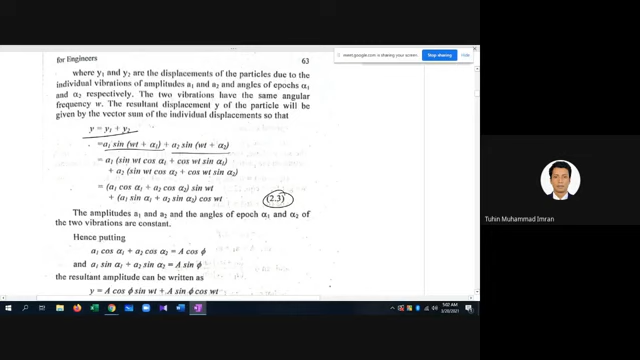 for Engineers
63
meet.google.com is sharing your screen.
Stop sharing
where y₁ and y₂ are the displacements of the particles due to the
individual vibrations of amplitudes a₁ and a₂ and angles of epochs α₁
and α₂ respectively. The two vibrations have the same angular
frequency w. The resultant displacement y of the particle will be
given by the vector sum of the individual displacements so that
y = y₁ + y₂
= a₁ sin (wt + α₁) + a₂ sin (wt + α₂)
= a₁ (sin wt cos α₁ + cos wt sin α₁)
+ a₂ (sin wt cos α₂ + cos wt sin α₂)
= (a₁ cos α₁ + a₂ cos α₂) sin wt
+ (a₁ sin α₁ + a₂ sin α₂) cos wt (2.3)
The amplitudes a₁ and a₂ and the angles of epoch α₁ and α₂ of
the two vibrations are constant.
Hence putting
a₁ cos α₁ + a₂ cos α₂ = A cos ϕ
and a₁ sin α₁ + a₂ sin α₂ = A sin ϕ
the resultant amplitude can be written as
y = A cos ϕ sin wt + A sin ϕ cos wt
Tuhin Muhammad Imran
5:02 AM
3/20/2021